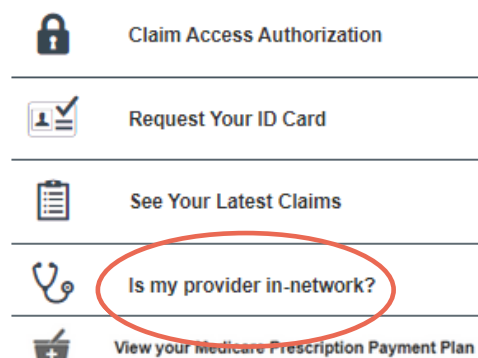 Claim Access Authorization
Request Your ID Card
See Your Latest Claims
Is my provider in-network?
View your Medicare Prescription Payment Plan